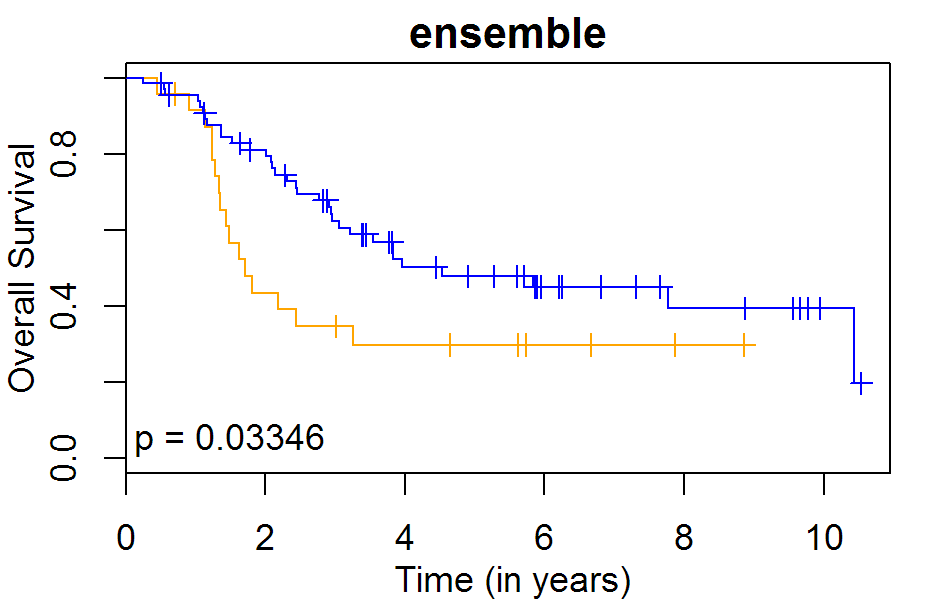 ensemble
Overall Survival
0.8
0.4
0.0
p = 0.03346
0 2 4 6 8 10
Time (in years)